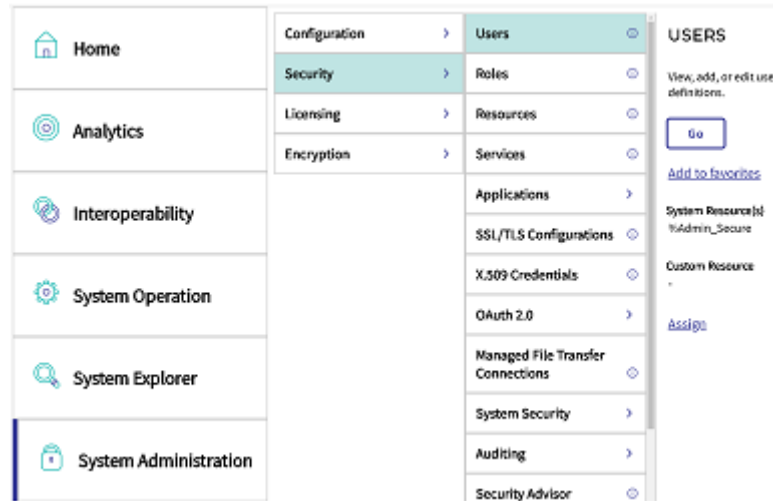 Home
Analytics
Interoperability
System Operation
System Explorer
System Administration
Configuration
Security
Licensing
Encryption
Users
Roles
Resources
Services
Applications
SSL/TLS Configurations
X.509 Credentials
OAuth 2.0
Managed File Transfer
Connections
System Security
Auditing
Security Advisor
USERS
View, add, or edit use
definitions.
Go
Add to favorites
System Resource(s)
%Admin_Secure
Custom Resource
-
Assign